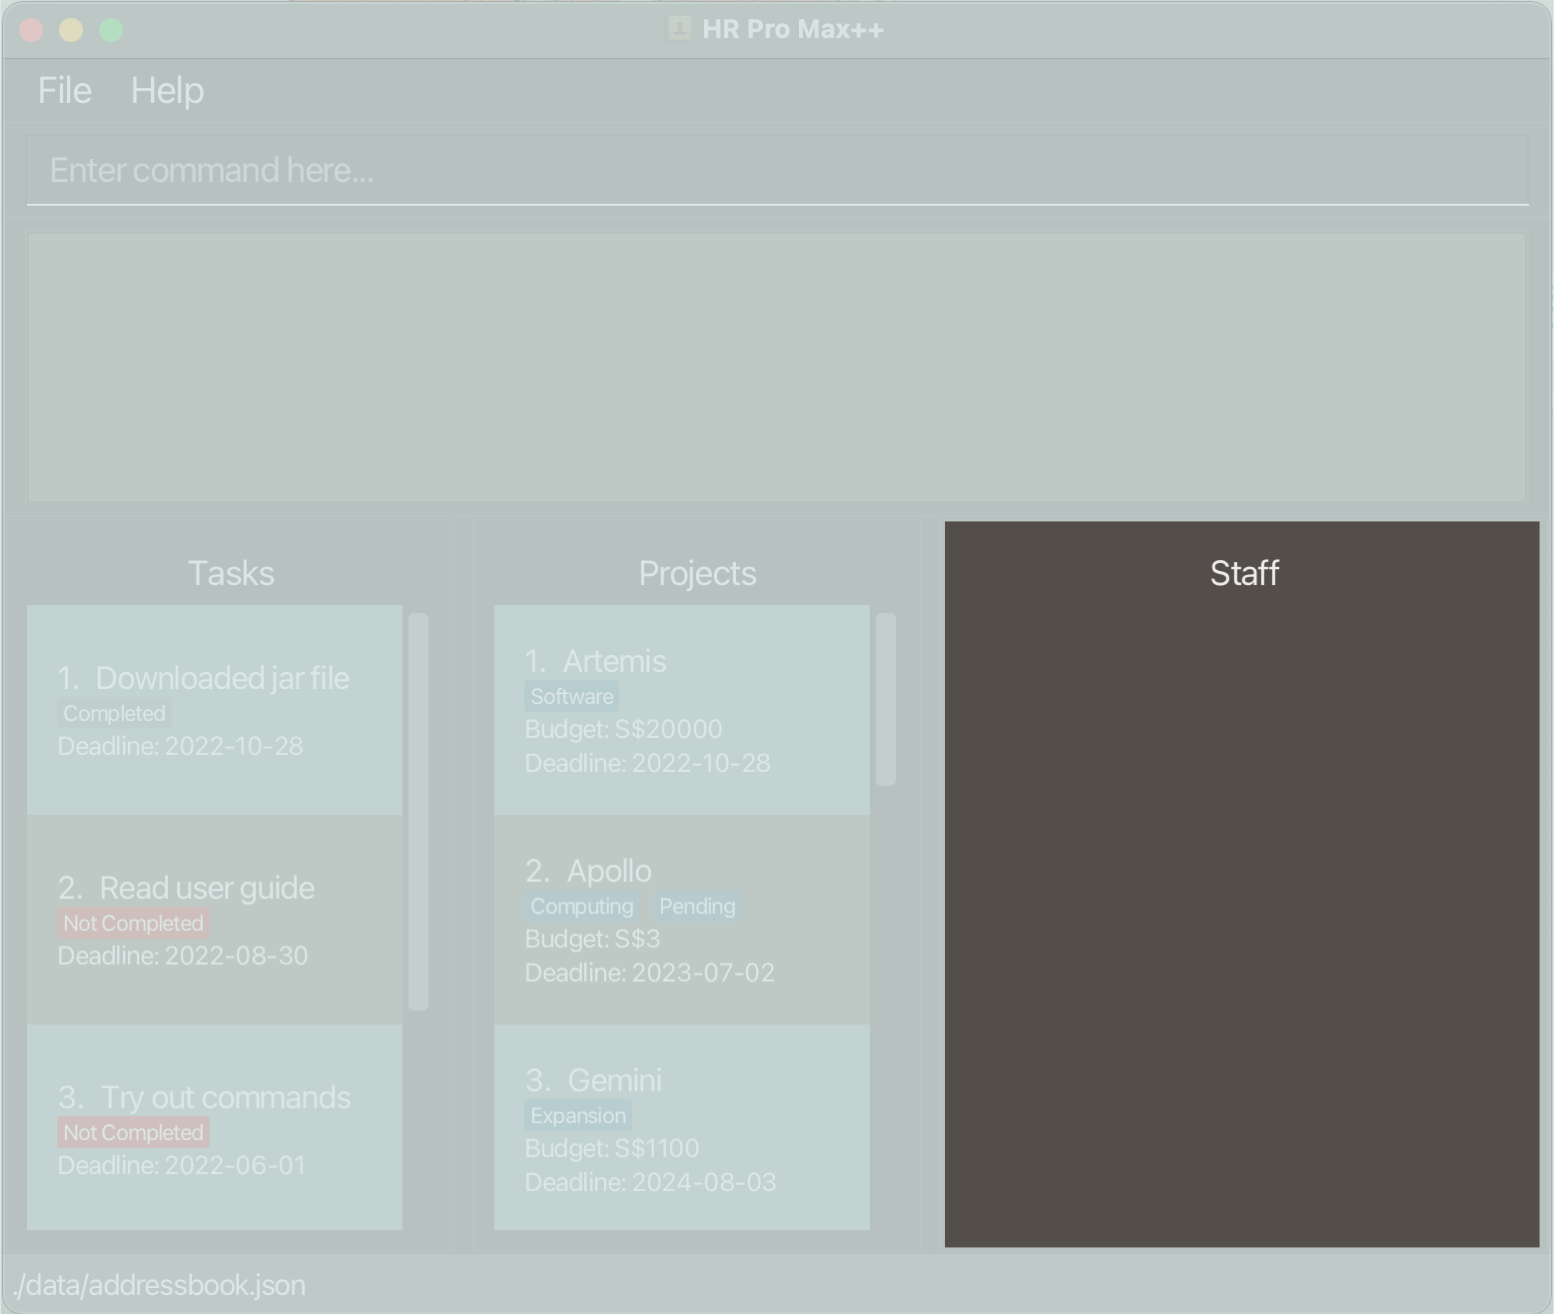 HR Pro Max++
File Help
Enter command here...
Tasks
1. Downloaded jar file
Completed
Deadline: 2022-10-28
2. Read user guide
Not Completed
Deadline: 2022-08-30
3. Try out commands
Not Completed
Deadline: 2022-06-01
Projects
1. Artemis
Software
Budget: S$20000
Deadline: 2022-10-28
2. Apollo
Computing Pending
Budget: S$3
Deadline: 2023-07-02
3. Gemini
Expansion
Budget: S$1100
Deadline: 2024-08-03
Staff
./data/addressbook.json